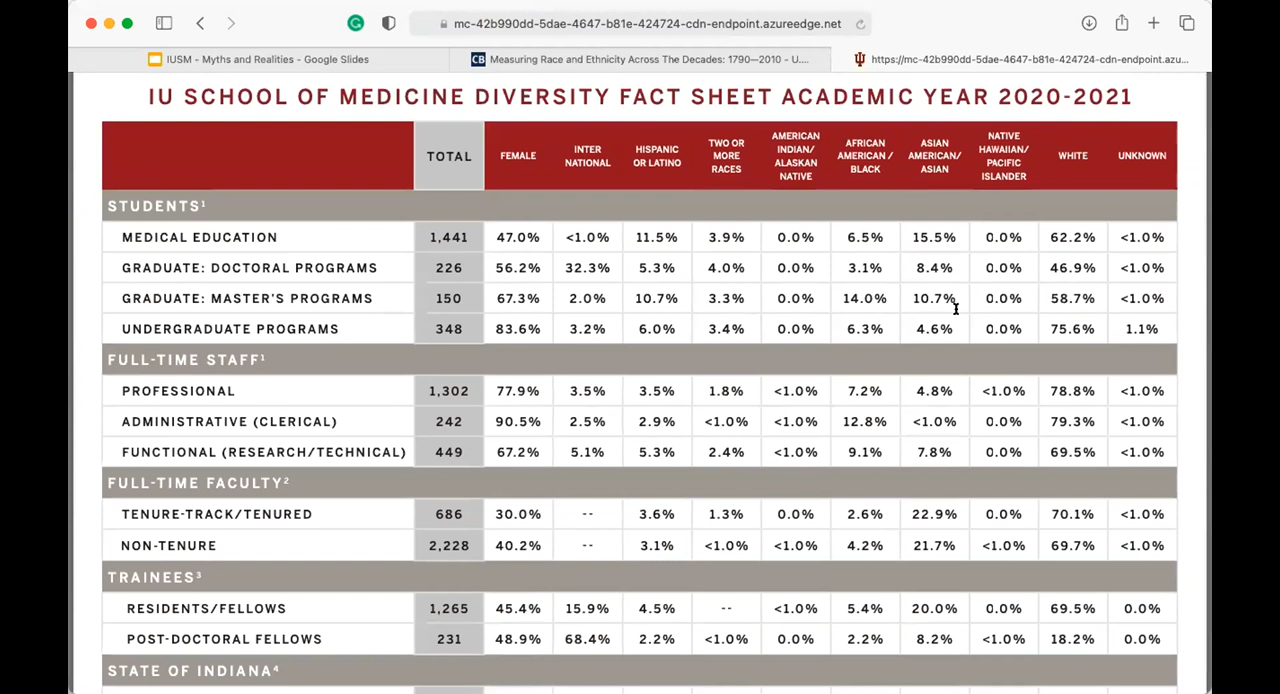 mc-42b990dd-5dae-4647-b81e-424724-cdn-endpoint.azureedge.net
IUSM - Myths and Realities - Google Slides
CB Measuring Race and Ethnicity Across The Decades: 1790—2010 - U....
https://mc-42b990dd-5dae-4647-b81e-424724-cdn-endpoint.azu...
IU SCHOOL OF MEDICINE DIVERSITY FACT SHEET ACADEMIC YEAR 2020-2021
TOTAL FEMALE INTER NATIONAL HISPANIC OR LATINO TWO OR MORE RACES AMERICAN INDIAN/ ALASKAN NATIVE AFRICAN AMERICAN / BLACK ASIAN AMERICAN/ ASIAN NATIVE HAWAIIAN/ PACIFIC ISLANDER WHITE UNKNOWN
STUDENTS¹
MEDICAL EDUCATION 1,441 47.0% <1.0% 11.5% 3.9% 0.0% 6.5% 15.5% 0.0% 62.2% <1.0%
GRADUATE: DOCTORAL PROGRAMS 226 56.2% 32.3% 5.3% 4.0% 0.0% 3.1% 8.4% 0.0% 46.9% <1.0%
GRADUATE: MASTER'S PROGRAMS 150 67.3% 2.0% 10.7% 3.3% 0.0% 14.0% 10.7% 0.0% 58.7% <1.0%
UNDERGRADUATE PROGRAMS 348 83.6% 3.2% 6.0% 3.4% 0.0% 6.3% 4.6% 0.0% 75.6% 1.1%
FULL-TIME STAFF¹
PROFESSIONAL 1,302 77.9% 3.5% 3.5% 1.8% <1.0% 7.2% 4.8% <1.0% 78.8% <1.0%
ADMINISTRATIVE (CLERICAL) 242 90.5% 2.5% 2.9% <1.0% <1.0% 12.8% <1.0% 0.0% 79.3% <1.0%
FUNCTIONAL (RESEARCH/TECHNICAL) 449 67.2% 5.1% 5.3% 2.4% <1.0% 9.1% 7.8% 0.0% 69.5% <1.0%
FULL-TIME FACULTY²
TENURE-TRACK/TENURED 686 30.0% -- 3.6% 1.3% 0.0% 2.6% 22.9% 0.0% 70.1% <1.0%
NON-TENURE 2,228 40.2% -- 3.1% <1.0% <1.0% 4.2% 21.7% <1.0% 69.7% <1.0%
TRAINEES³
RESIDENTS/FELLOWS 1,265 45.4% 15.9% 4.5% -- <1.0% 5.4% 20.0% 0.0% 69.5% 0.0%
POST-DOCTORAL FELLOWS 231 48.9% 68.4% 2.2% <1.0% 0.0% 2.2% 8.2% <1.0% 18.2% 0.0%
STATE OF INDIANA⁴